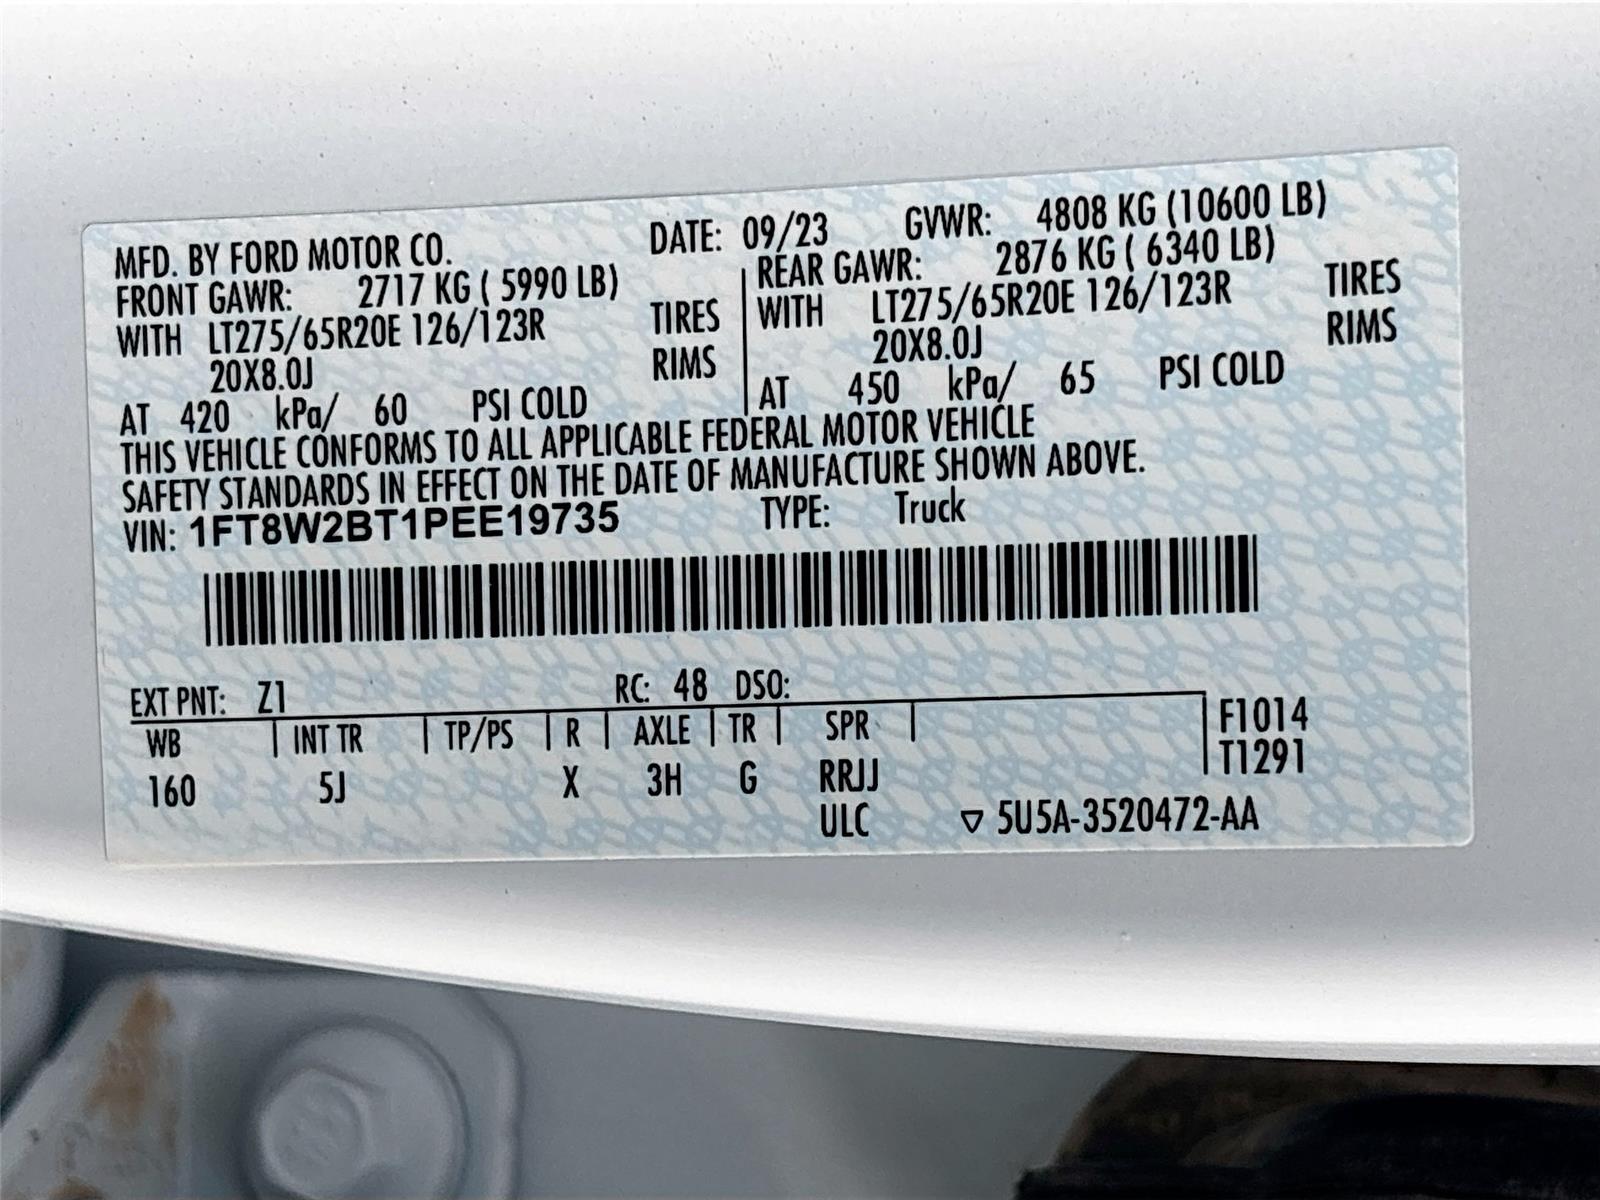 MFD. BY FORD MOTOR CO. DATE: 09/23 GVWR: 4808 KG (10600 LB)
FRONT GAWR: 2717 KG ( 5990 LB) REAR GAWR: 2876 KG ( 6340 LB)
WITH LT275/65R20E 126/123R TIRES WITH LT275/65R20E 126/123R TIRES
20X8.0J RIMS 20X8.0J RIMS
AT 420 kPa/ 60 PSI COLD AT 450 kPa/ 65 PSI COLD
THIS VEHICLE CONFORMS TO ALL APPLICABLE FEDERAL MOTOR VEHICLE
SAFETY STANDARDS IN EFFECT ON THE DATE OF MANUFACTURE SHOWN ABOVE.
VIN: 1FT8W2BT1PEE19735 TYPE: Truck
EXT PNT: Z1 RC: 48 DSO:
WB INT TR TP/PS R AXLE TR SPR F1014
160 5J X 3H G RRJJ T1291
ULC ▽ 5U5A-3520472-AA